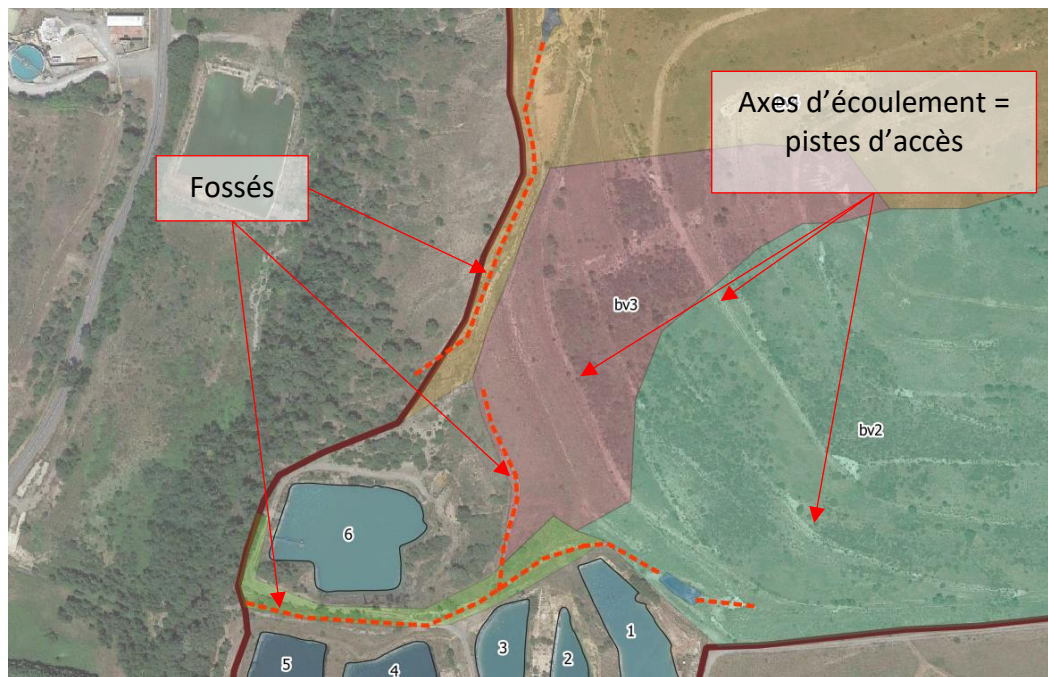 Axes d'écoulement =
pistes d'accès
Fossés
bv3
bv2
6
1
3
2
5
4